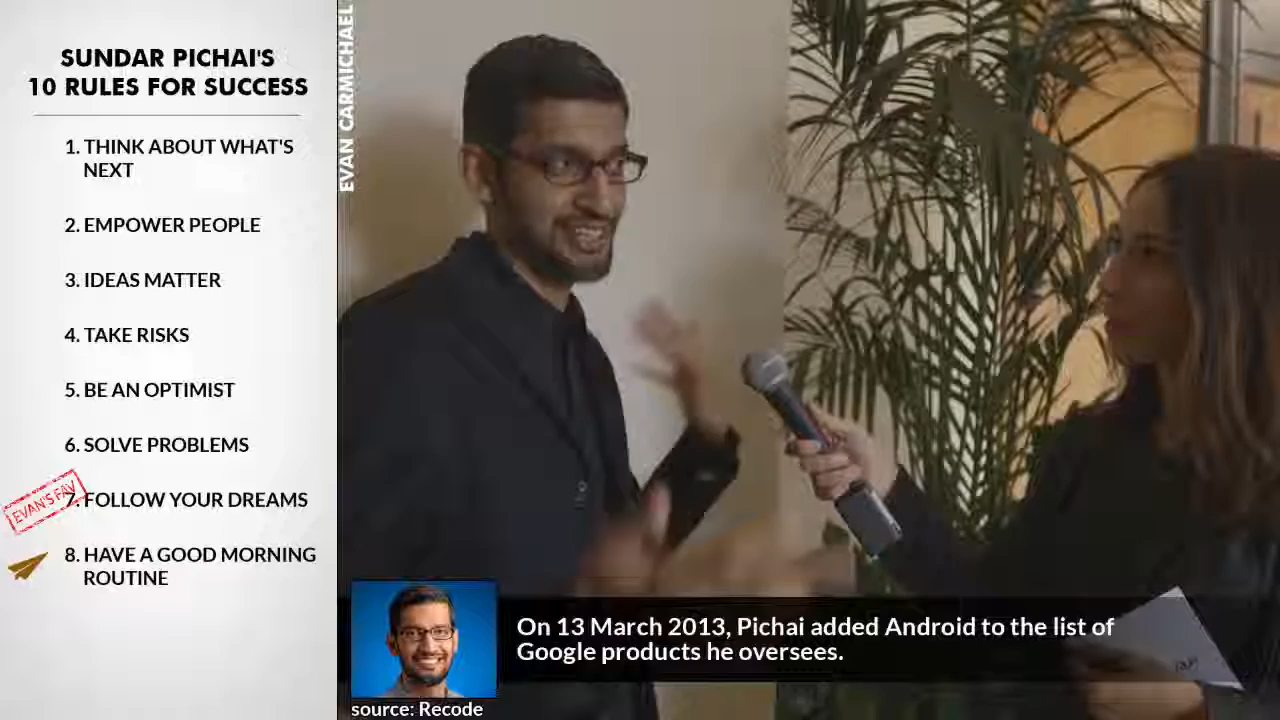 SUNDAR PICHAI'S
10 RULES FOR SUCCESS
1. THINK ABOUT WHAT'S
NEXT
2. EMPOWER PEOPLE
3. IDEAS MATTER
4. TAKE RISKS
5. BE AN OPTIMIST
6. SOLVE PROBLEMS
EVAN'S FAV
7. FOLLOW YOUR DREAMS
8. HAVE A GOOD MORNING
ROUTINE
EVAN CARMICHAEL
On 13 March 2013, Pichai added Android to the list of
Google products he oversees.
source: Recode